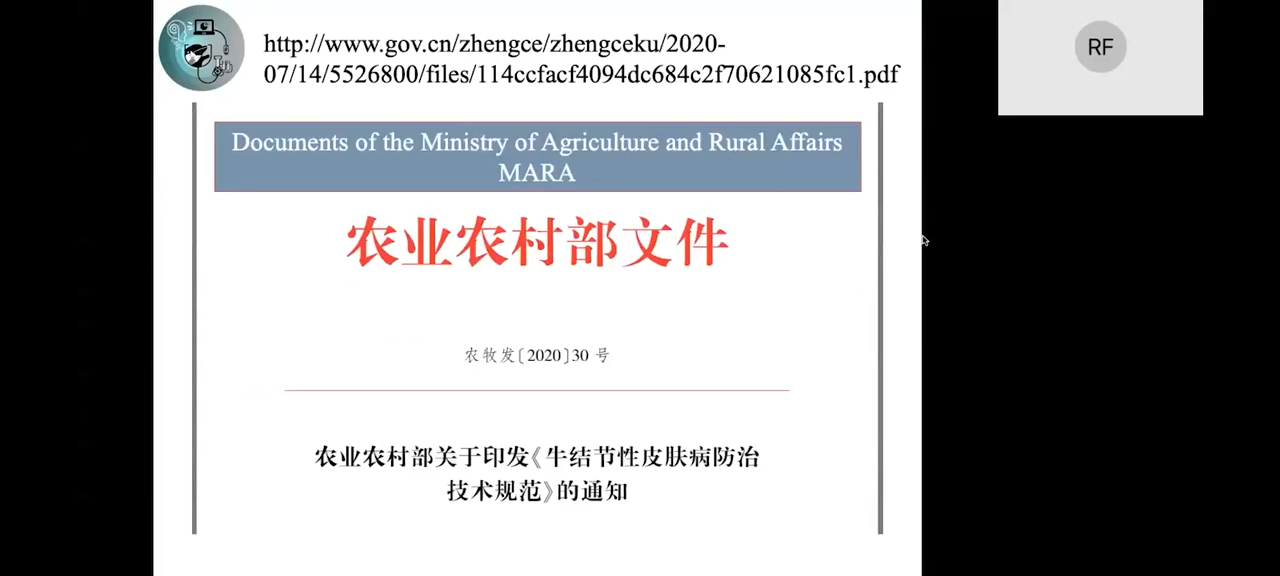 http://www.gov.cn/zhengce/zhengceku/2020-
07/14/5526800/files/114ccfacf4094dc684c2f70621085fc1.pdf
RF
Documents of the Ministry of Agriculture and Rural Affairs
MARA
农业农村部文件
农牧发〔2020〕30 号
农业农村部关于印发《牛结节性皮肤病防治
技术规范》的通知